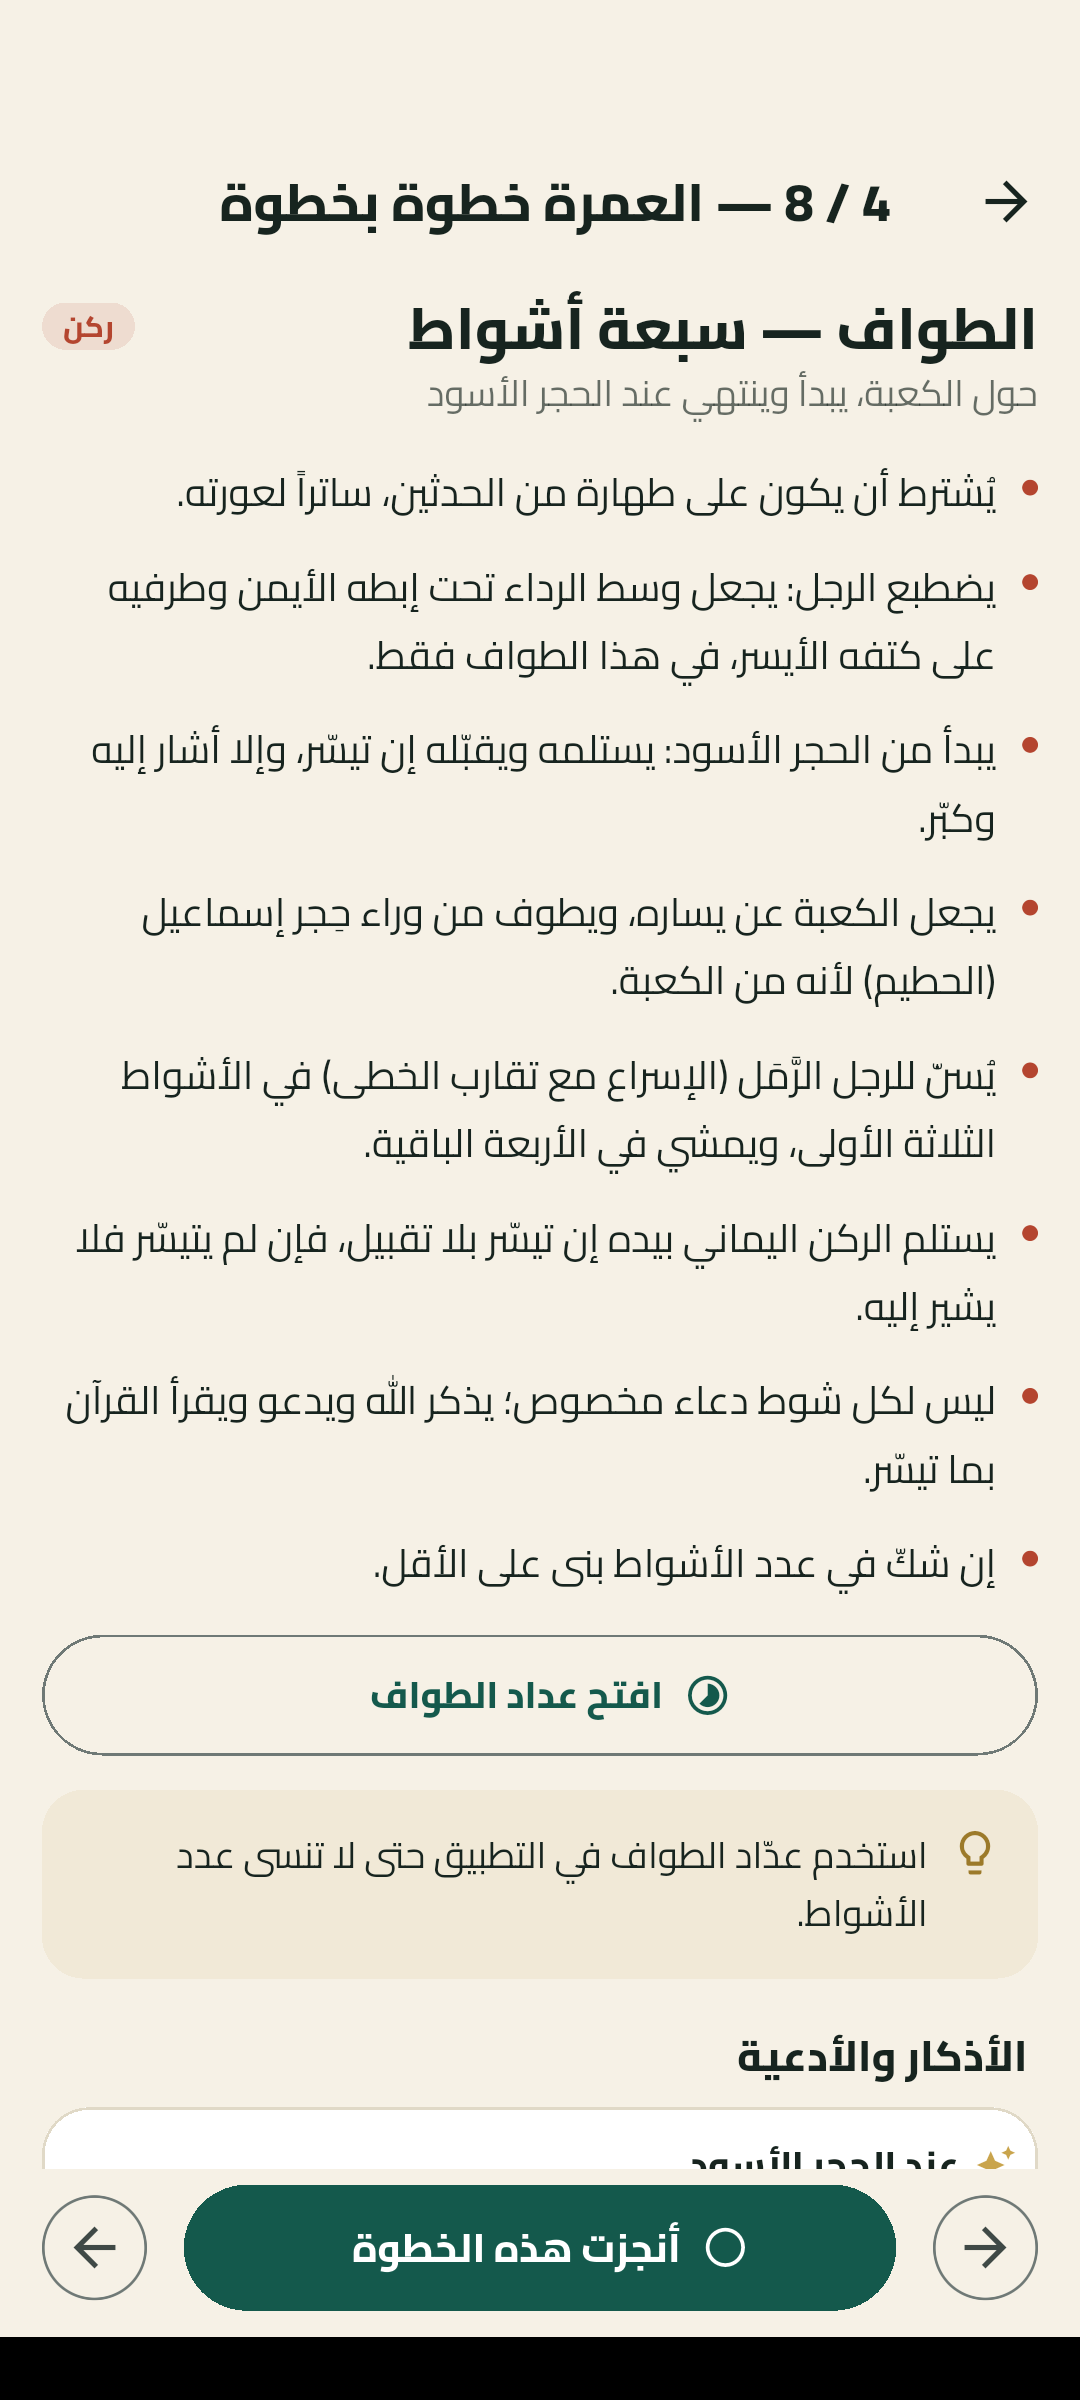 4 / 8 — العمرة خطوة بخطوة
الطواف — سبعة أشواط
ركن
حول الكعبة، يبدأ وينتهي عند الحجر الأسود
يُشترط أن يكون على طهارة من الحدثين، ساتراً لعورته.
يضطبع الرجل: يجعل وسط الرداء تحت إبطه الأيمن وطرفيه
على كتفه الأيسر، في هذا الطواف فقط.
يبدأ من الحجر الأسود: يستلمه ويقبّله إن تيسّر، وإلا أشار إليه
وكبّر.
يجعل الكعبة عن يساره، ويطوف من وراء حِجر إسماعيل
(الحطيم) لأنه من الكعبة.
يُسنّ للرجل الرَّمَل (الإسراع مع تقارب الخطى) في الأشواط
الثلاثة الأولى، ويمشي في الأربعة الباقية.
يستلم الركن اليماني بيده إن تيسّر بلا تقبيل، فإن لم يتيسّر فلا
يشير إليه.
ليس لكل شوط دعاء مخصوص؛ يذكر الله ويدعو ويقرأ القرآن
بما تيسّر.
إن شكّ في عدد الأشواط بنى على الأقل.
افتح عداد الطواف
استخدم عدّاد الطواف في التطبيق حتى لا تنسى عدد
الأشواط.
الأذكار والأدعية
عند الحجر الأسود
أنجزت هذه الخطوة